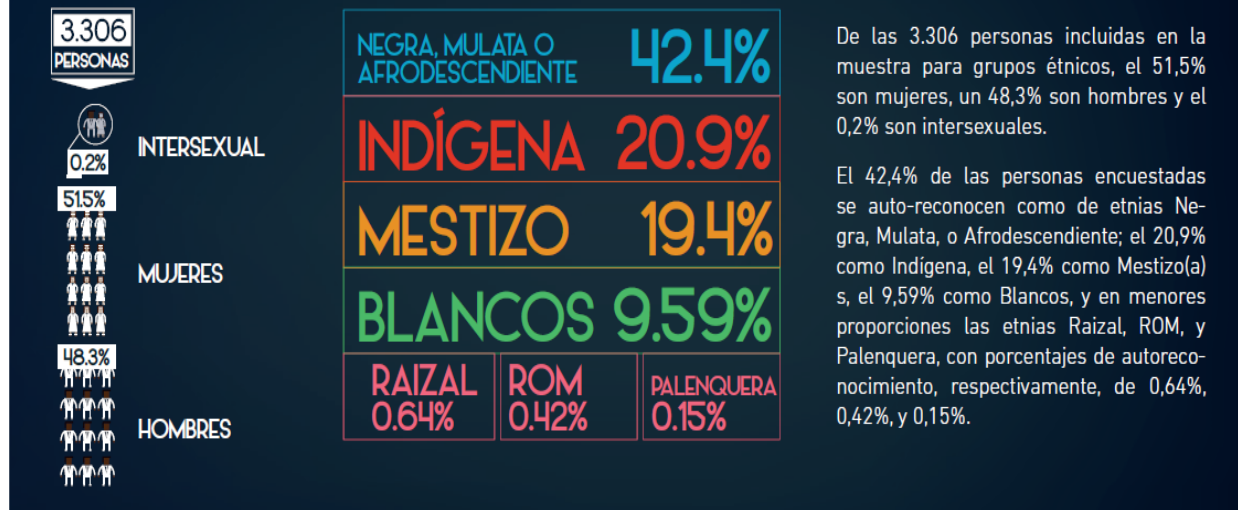 3.306
PERSONAS
0.2%
INTERSEXUAL
51.5%
MUJERES
48.3%
HOMBRES
NEGRA, MULATA O
AFRODESCENDIENTE 42.4%
INDÍGENA 20.9%
MESTIZO 19.4%
BLANCOS 9.59%
RAIZAL
0.64%
ROM
0.42%
PALENQUERA
0.15%
De las 3.306 personas incluidas en la
muestra para grupos étnicos, el 51,5%
son mujeres, un 48,3% son hombres y el
0,2% son intersexuales.
El 42,4% de las personas encuestadas
se auto-reconocen como de etnias Ne-
gra, Mulata, o Afrodescendiente; el 20,9%
como Indígena, el 19,4% como Mestizo(a)
s, el 9,59% como Blancos, y en menores
proporciones las etnias Raizal, ROM, y
Palenquera, con porcentajes de autoreco-
nocimiento, respectivamente, de 0,64%,
0,42%, y 0,15%.